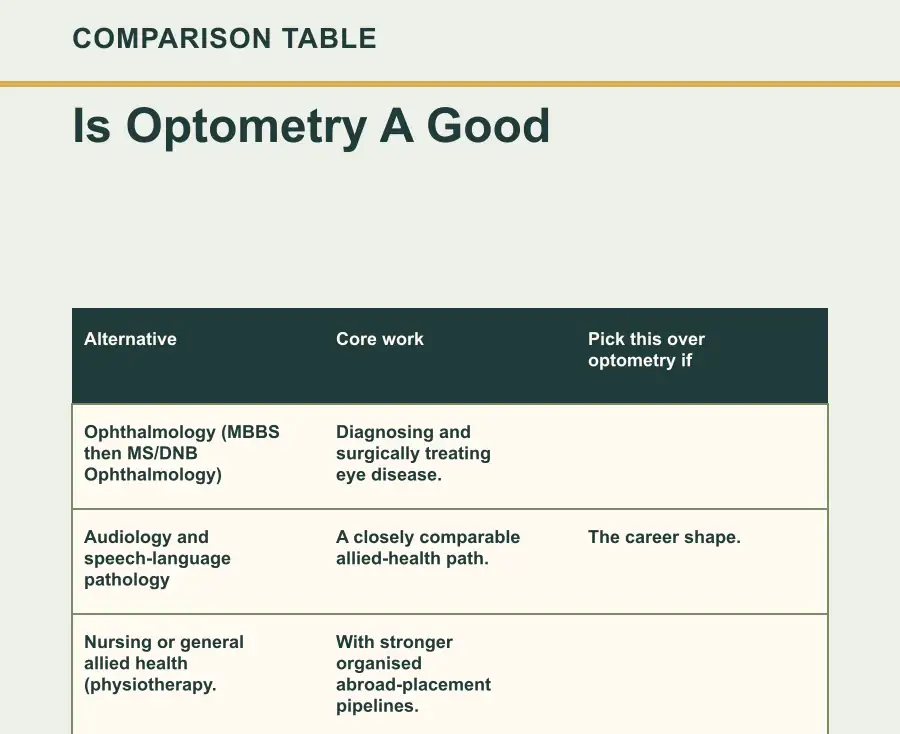 COMPARISON TABLE
Is Optometry A Good
Alternative
Core work
Pick this over
optometry if
Ophthalmology (MBBS
then MS/DNB
Ophthalmology)
Diagnosing and
surgically treating
eye disease.
Audiology and
speech-language
pathology
A closely comparable
allied-health path.
The career shape.
Nursing or general
allied health
(physiotherapy.
With stronger
organised
abroad-placement
pipelines.